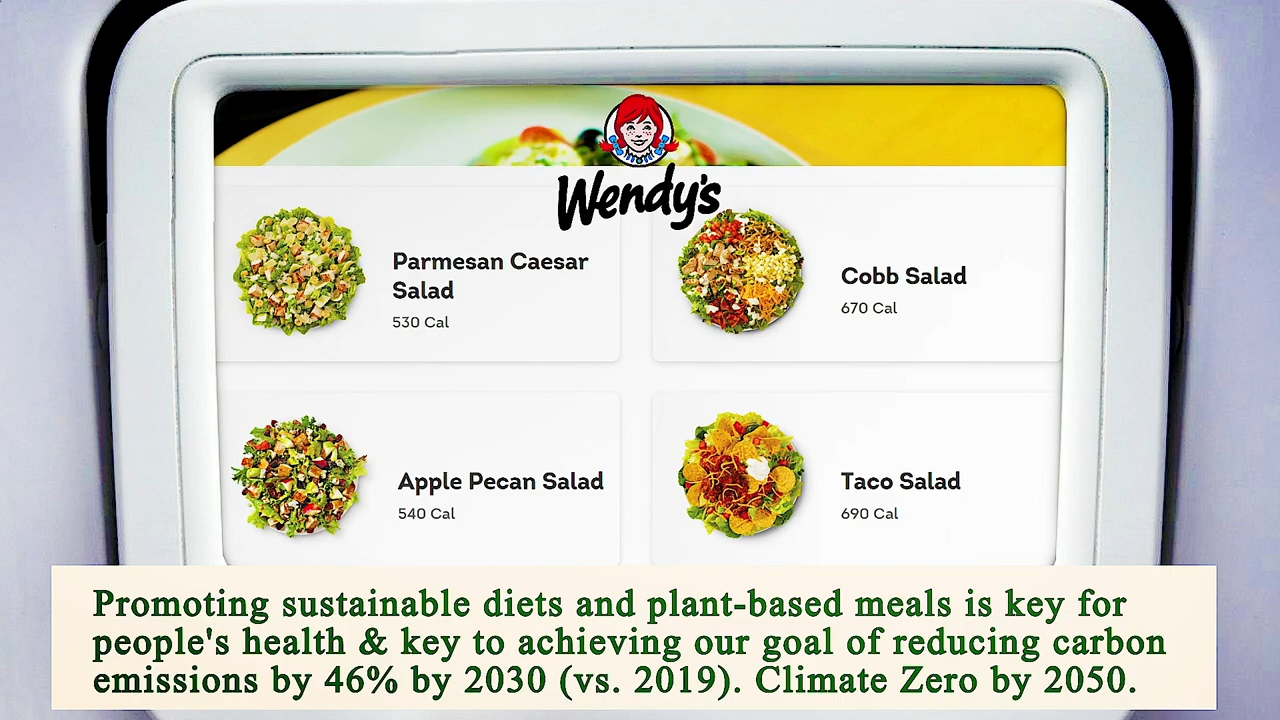 Wendy's
Parmesan Caesar
Salad
530 Cal
Cobb Salad
670 Cal
Apple Pecan Salad
540 Cal
Taco Salad
690 Cal
Promoting sustainable diets and plant-based meals is key for
people's health & key to achieving our goal of reducing carbon
emissions by 46% by 2030 (vs. 2019). Climate Zero by 2050.